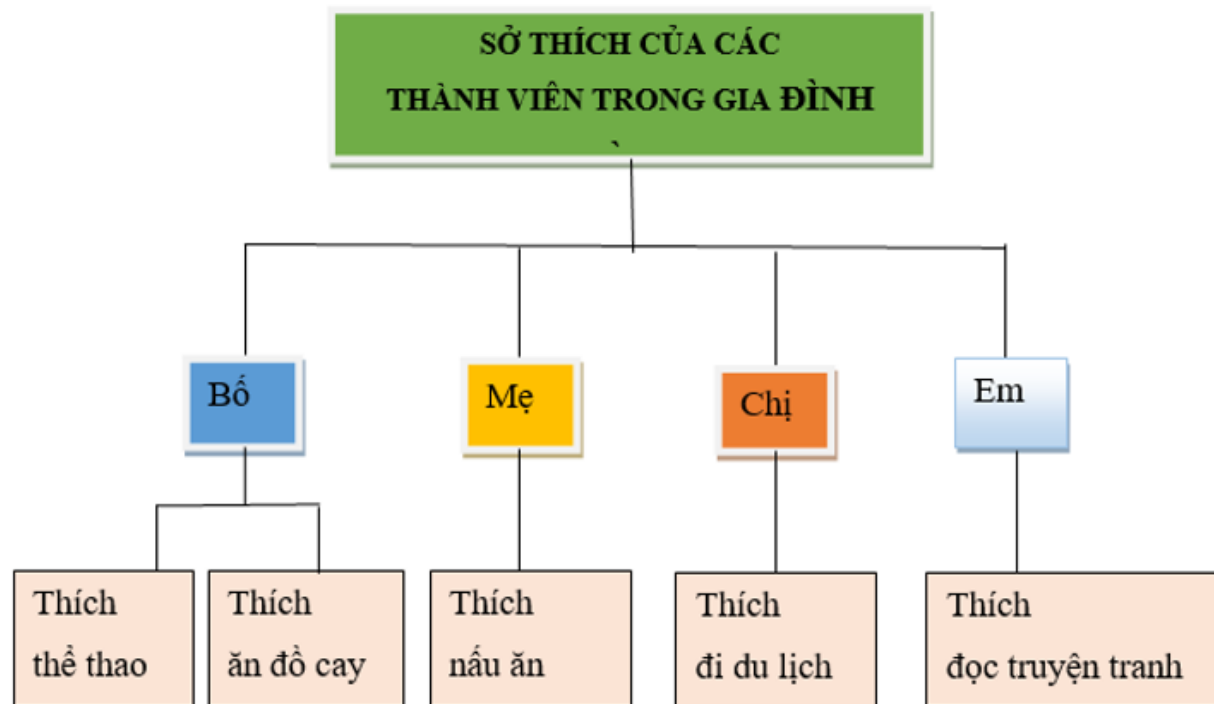 SỞ THÍCH CỦA CÁC
THÀNH VIÊN TRONG GIA ĐÌNH
Bố
Mẹ
Chị
Em
Thích
thể thao
Thích
ăn đồ cay
Thích
nấu ăn
Thích
đi du lịch
Thích
đọc truyện tranh